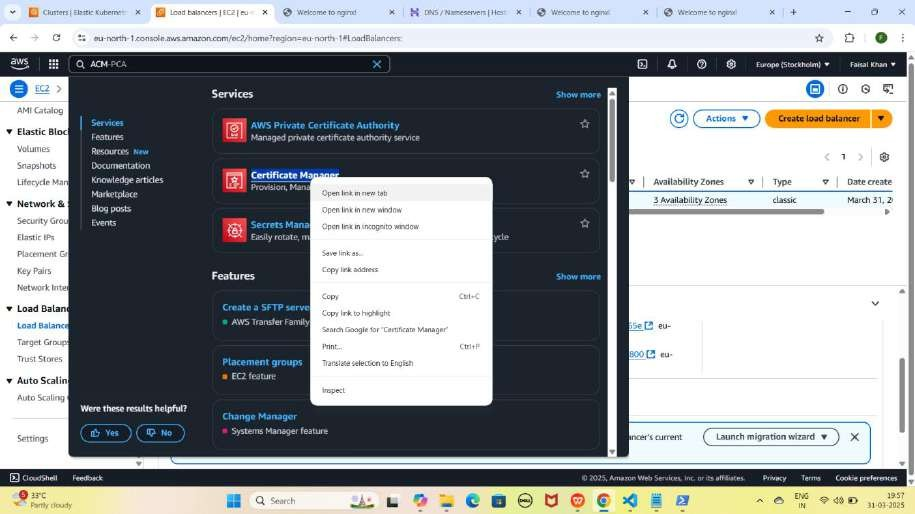 Clusters | Elastic Kubernet
Load balancers | EC2 | eu-n
Welcome to nginx!
DNS / Nameservers | Host
Welcome to nginx!
Welcome to nginx!
eu-north-1.console.aws.amazon.com/ec2/home?region=eu-north-1#LoadBalancers:
aws
ACM-PCA
Europe (Stockholm)
Faisal Khan
EC2
AMI Catalog
Elastic Block
Volumes
Snapshots
Lifecycle Man
Network & S
Security Group
Elastic IPs
Placement Gr
Key Pairs
Network Inter
Load Balanc
Load Balance
Target Groups
Trust Stores
Auto Scaling
Auto Scaling G
Settings
Services
Features
Resources New
Documentation
Knowledge articles
Marketplace
Blog posts
Events
Were these results helpful?
Yes
No
Services
Show more
AWS Private Certificate Authority
Managed private certificate authority service
Certificate Manager
Provision, Mana
Secrets Mana
Easily rotate, m
cycle
Features
Show more
Create a SFTP serve
AWS Transfer Family
Placement groups
EC2 feature
Change Manager
Systems Manager feature
Open link in new tab
Open link in new window
Open link in incognito window
Save link as...
Copy link address
Copy Ctrl+C
Copy link to highlight
Search Google for "Certificate Manager"
Print... Ctrl+P
Translate selection to English
Inspect
Actions
Create load balancer
1
Availability Zones
Type
Date create
3 Availability Zones
classic
March 31, 20
55e eu-
800 eu-
ancer's current
Launch migration wizard
CloudShell
Feedback
© 2025, Amazon Web Services, Inc. or its affiliates.
Privacy
Terms
Cookie preferences
5
33°C
Partly cloudy
Search
DELL
ENG
IN
19:57
31-03-2025